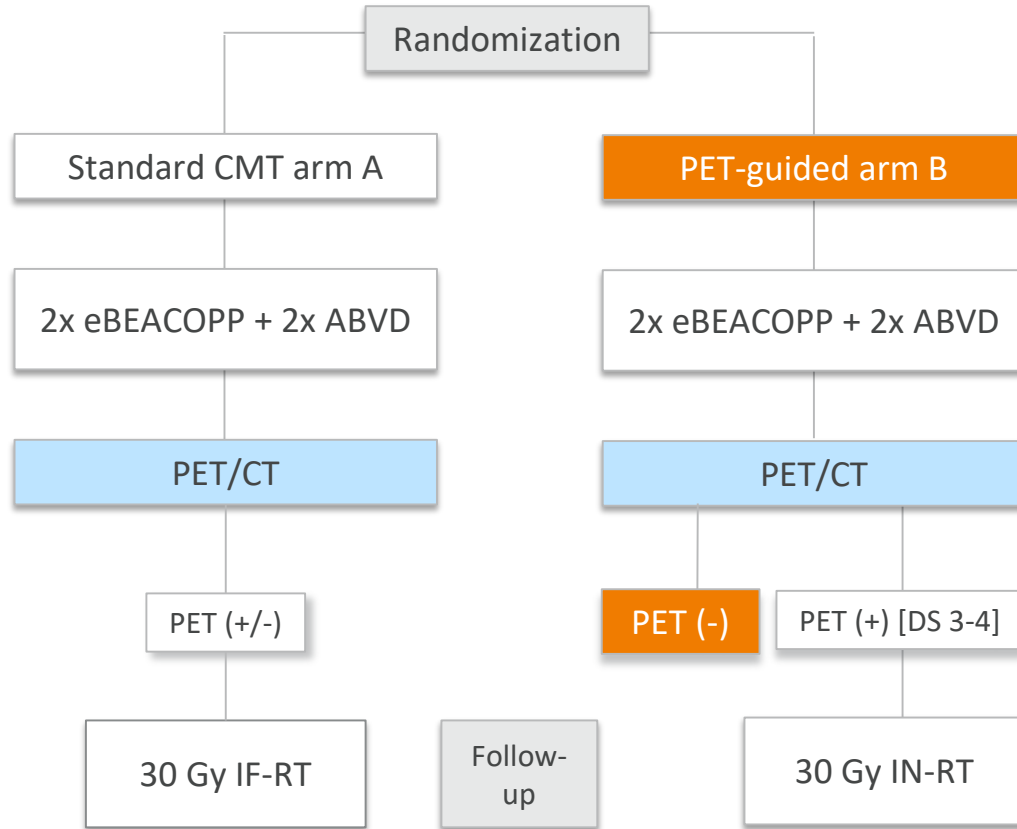 Randomization
Standard CMT arm A
PET-guided arm B
2x eBEACOPP + 2x ABVD
2x eBEACOPP + 2x ABVD
PET/CT
PET/CT
PET (+/-)
PET (-)
PET (+) [DS 3-4]
30 Gy IF-RT
Follow-
up
30 Gy IN-RT